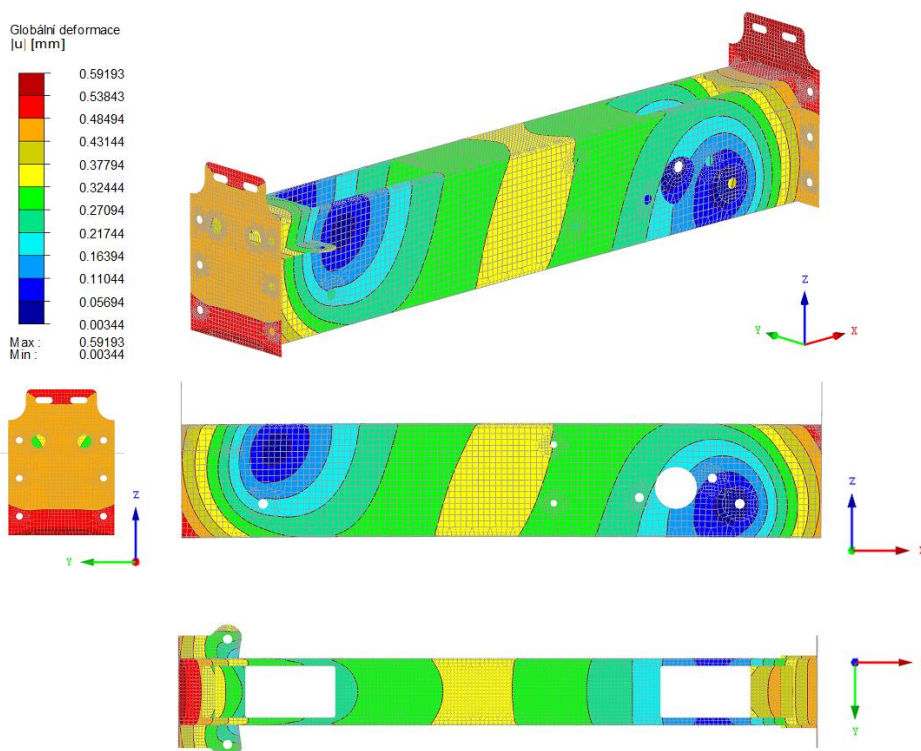 Globální deformace
|u| [mm]
0.59193
0.53843
0.48494
0.43144
0.37794
0.32444
0.27094
0.21744
0.16394
0.11044
0.05694
0.00344
Max : 0.59193
Min : 0.00344
Z
Y
X
Z
Y
Z
X
Y